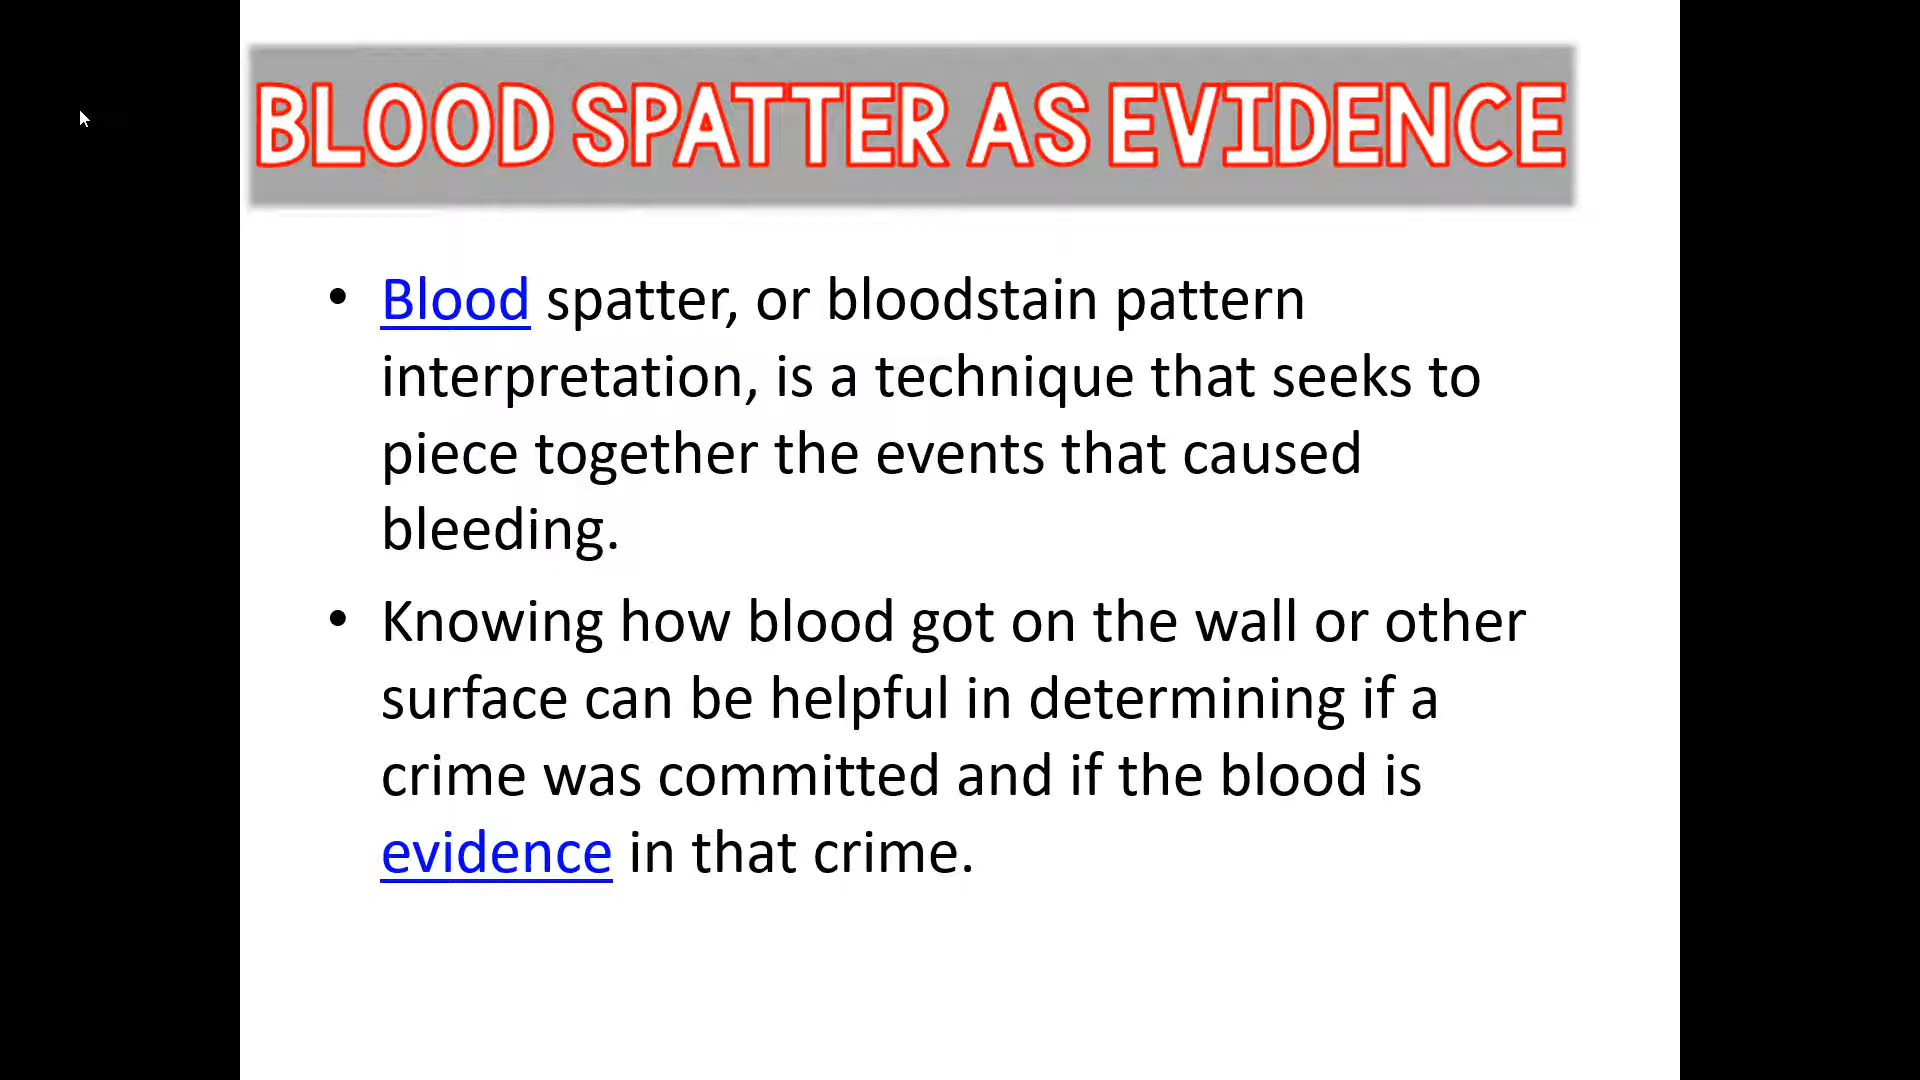 BLOOD SPATTER AS EVIDENCE
• Blood spatter, or bloodstain pattern
interpretation, is a technique that seeks to
piece together the events that caused
bleeding.
• Knowing how blood got on the wall or other
surface can be helpful in determining if a
crime was committed and if the blood is
evidence in that crime.